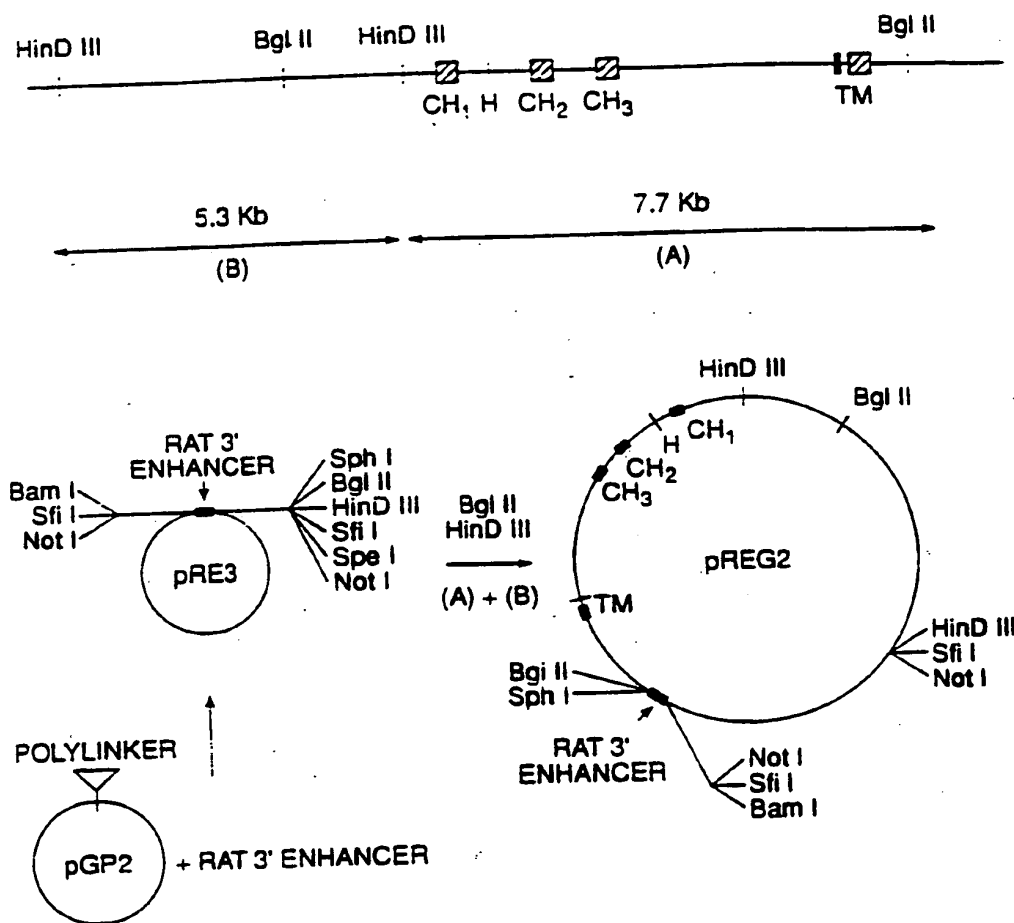 HinD III
Bgl II
HinD III
Bgl II
CH₁
H
CH₂
CH₃
TM
5.3 Kb
7.7 Kb
(B)
(A)
RAT 3'
ENHANCER
Bam I
Sfi I
Not I
Sph I
Bgl II
HinD III
Sfi I
Spe I
Not I
pRE3
Bgl II
HinD III
(A) + (B)
HinD III
Bgl II
CH₁
H
CH₂
CH₃
pREG2
TM
HinD III
Sfi I
Not I
Bgi II
Sph I
RAT 3'
ENHANCER
Not I
Sfi I
Bam I
POLYLINKER
pGP2
+ RAT 3' ENHANCER